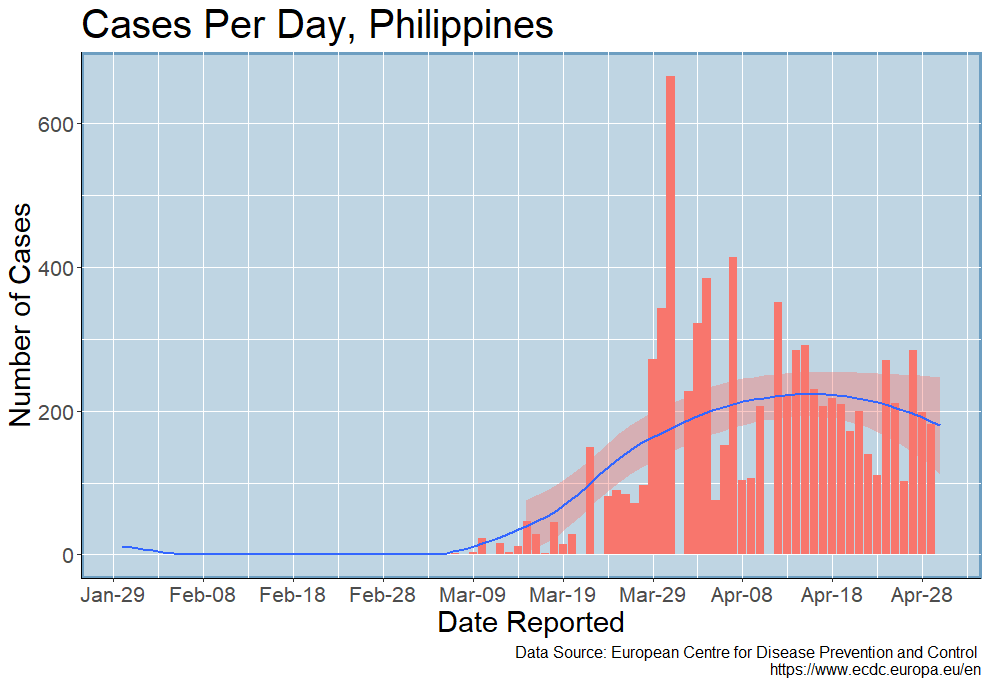 Cases Per Day, Philippines
Number of Cases
600
400
200
0
Jan-29 Feb-08 Feb-18 Feb-28 Mar-09 Mar-19 Mar-29 Apr-08 Apr-18 Apr-28
Date Reported
Data Source: European Centre for Disease Prevention and Control
https://www.ecdc.europa.eu/en